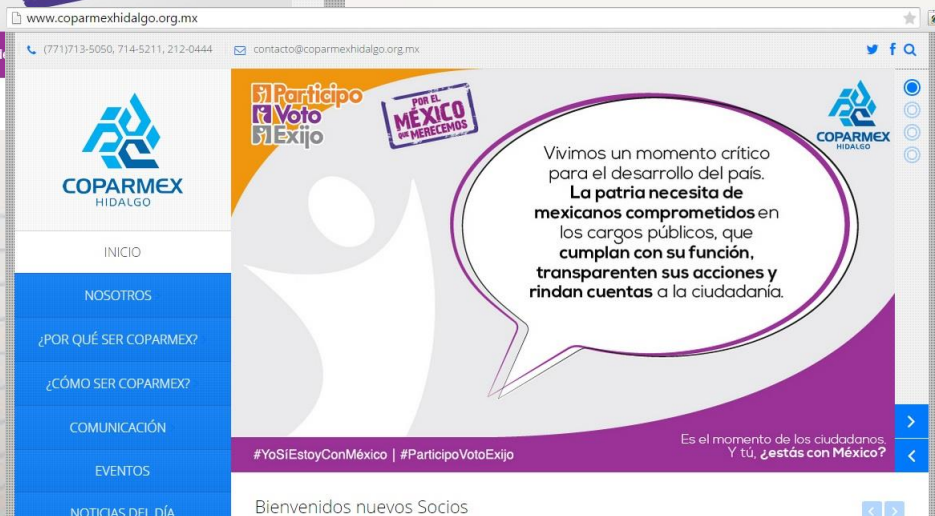 www.coparmexhidalgo.org.mx
(771)713-5050, 714-5211, 212-0444
contacto@coparmexhidalgo.org.mx
COPARMEX
HIDALGO
INICIO
NOSOTROS
¿POR QUÉ SER COPARMEX?
¿CÓMO SER COPARMEX?
COMUNICACIÓN
EVENTOS
NOTICIAS DEL DÍA
Participo
Voto
Exijo
POR EL
MÉXICO
QUE MERECEMOS
COPARMEX
HIDALGO
Vivimos un momento crítico
para el desarrollo del país.
La patria necesita de
mexicanos comprometidos en
los cargos públicos, que
cumplan con su función,
transparenten sus acciones y
rindan cuentas a la ciudadanía.
#YoSíEstoyConMéxico | #ParticipoVotoExijo
Es el momento de los ciudadanos.
Y tú, ¿estás con México?
Bienvenidos nuevos Socios